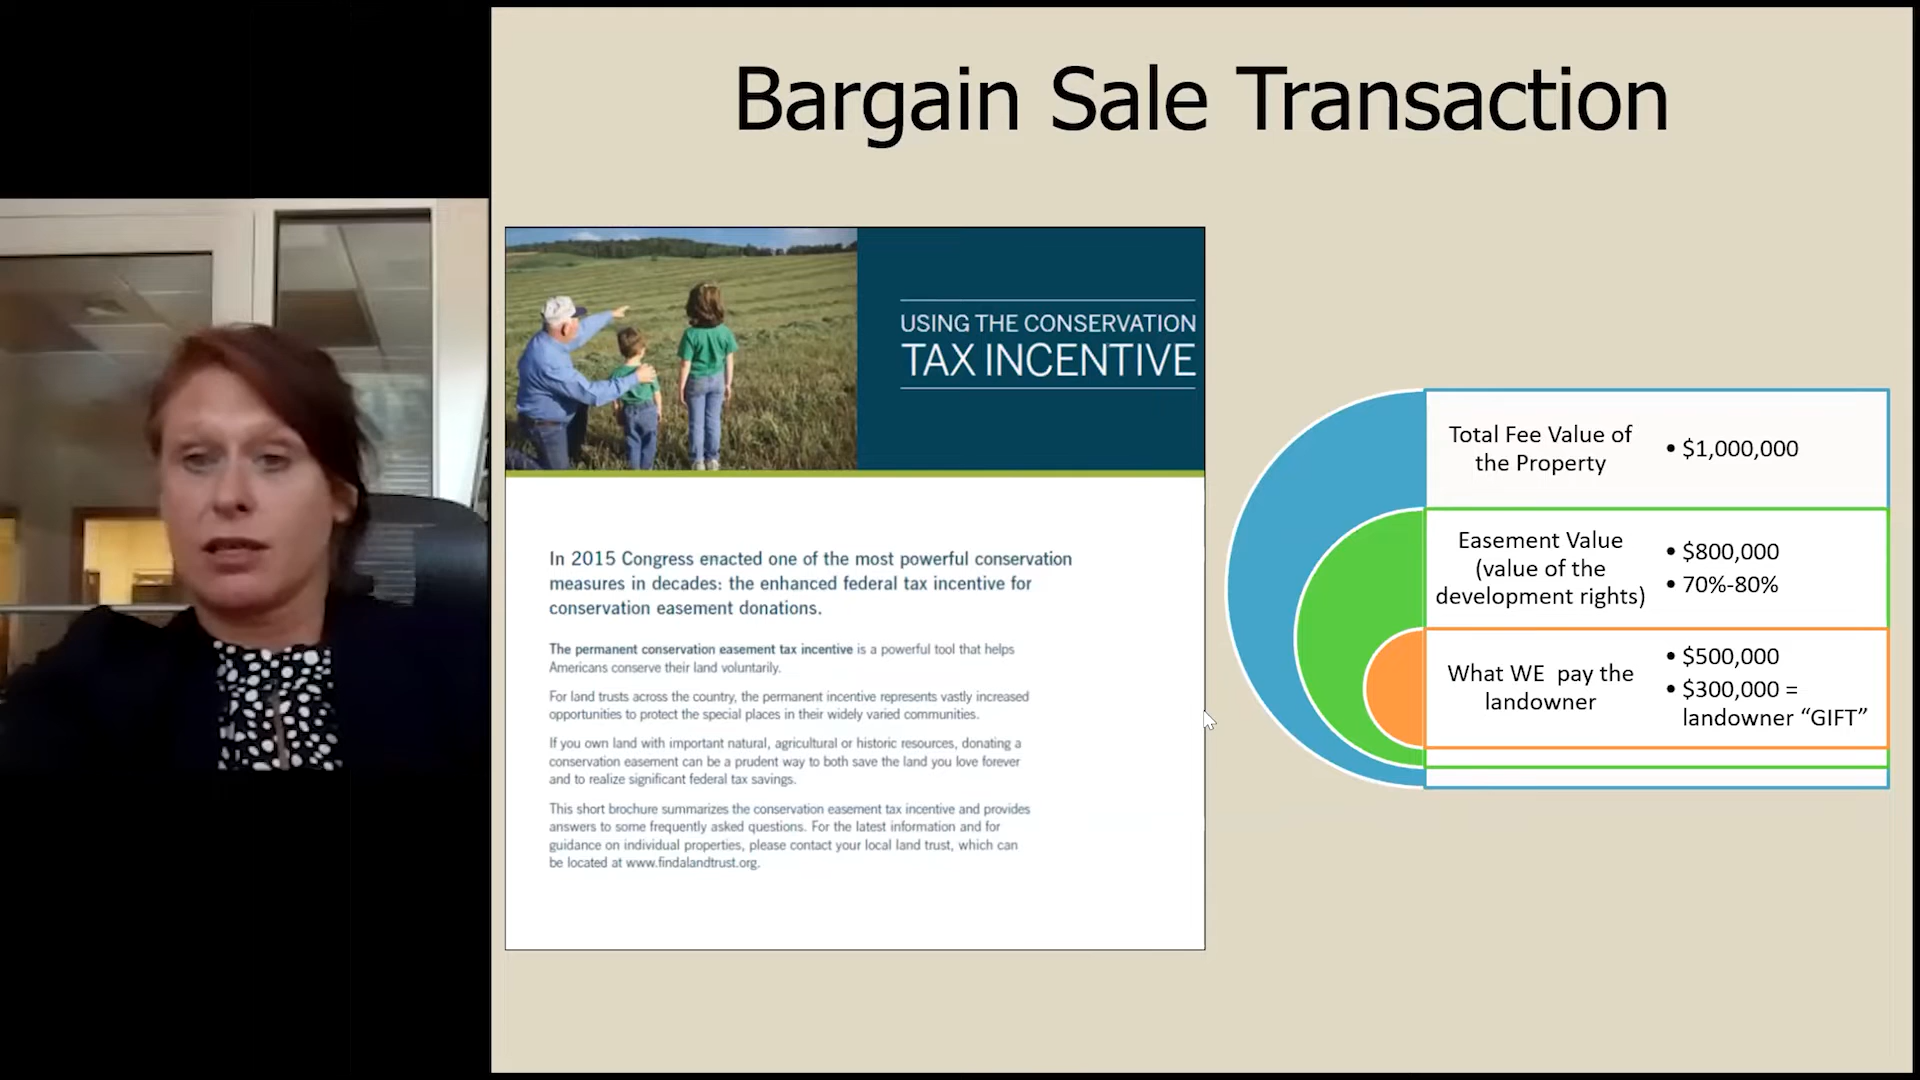 Bargain Sale Transaction
USING THE CONSERVATION
TAX INCENTIVE
In 2015 Congress enacted one of the most powerful conservation
measures in decades: the enhanced federal tax incentive for
conservation easement donations.
The permanent conservation easement tax incentive is a powerful tool that helps
Americans conserve their land voluntarily.
For land trusts across the country, the permanent incentive represents vastly increased
opportunities to protect the special places in their widely varied communities.
If you own land with important natural, agricultural or historic resources, donating a
conservation easement can be a prudent way to both save the land you love forever
and to realize significant federal tax savings.
This short brochure summarizes the conservation easement tax incentive and provides
answers to some frequently asked questions. For the latest information and for
guidance on individual properties, please contact your local land trust, which can
be located at www.findalandtrust.org.
Total Fee Value of
the Property
• $1,000,000
Easement Value
(value of the
development rights)
• $800,000
• 70%-80%
What WE pay the
landowner
• $500,000
• $300,000 =
landowner “GIFT”